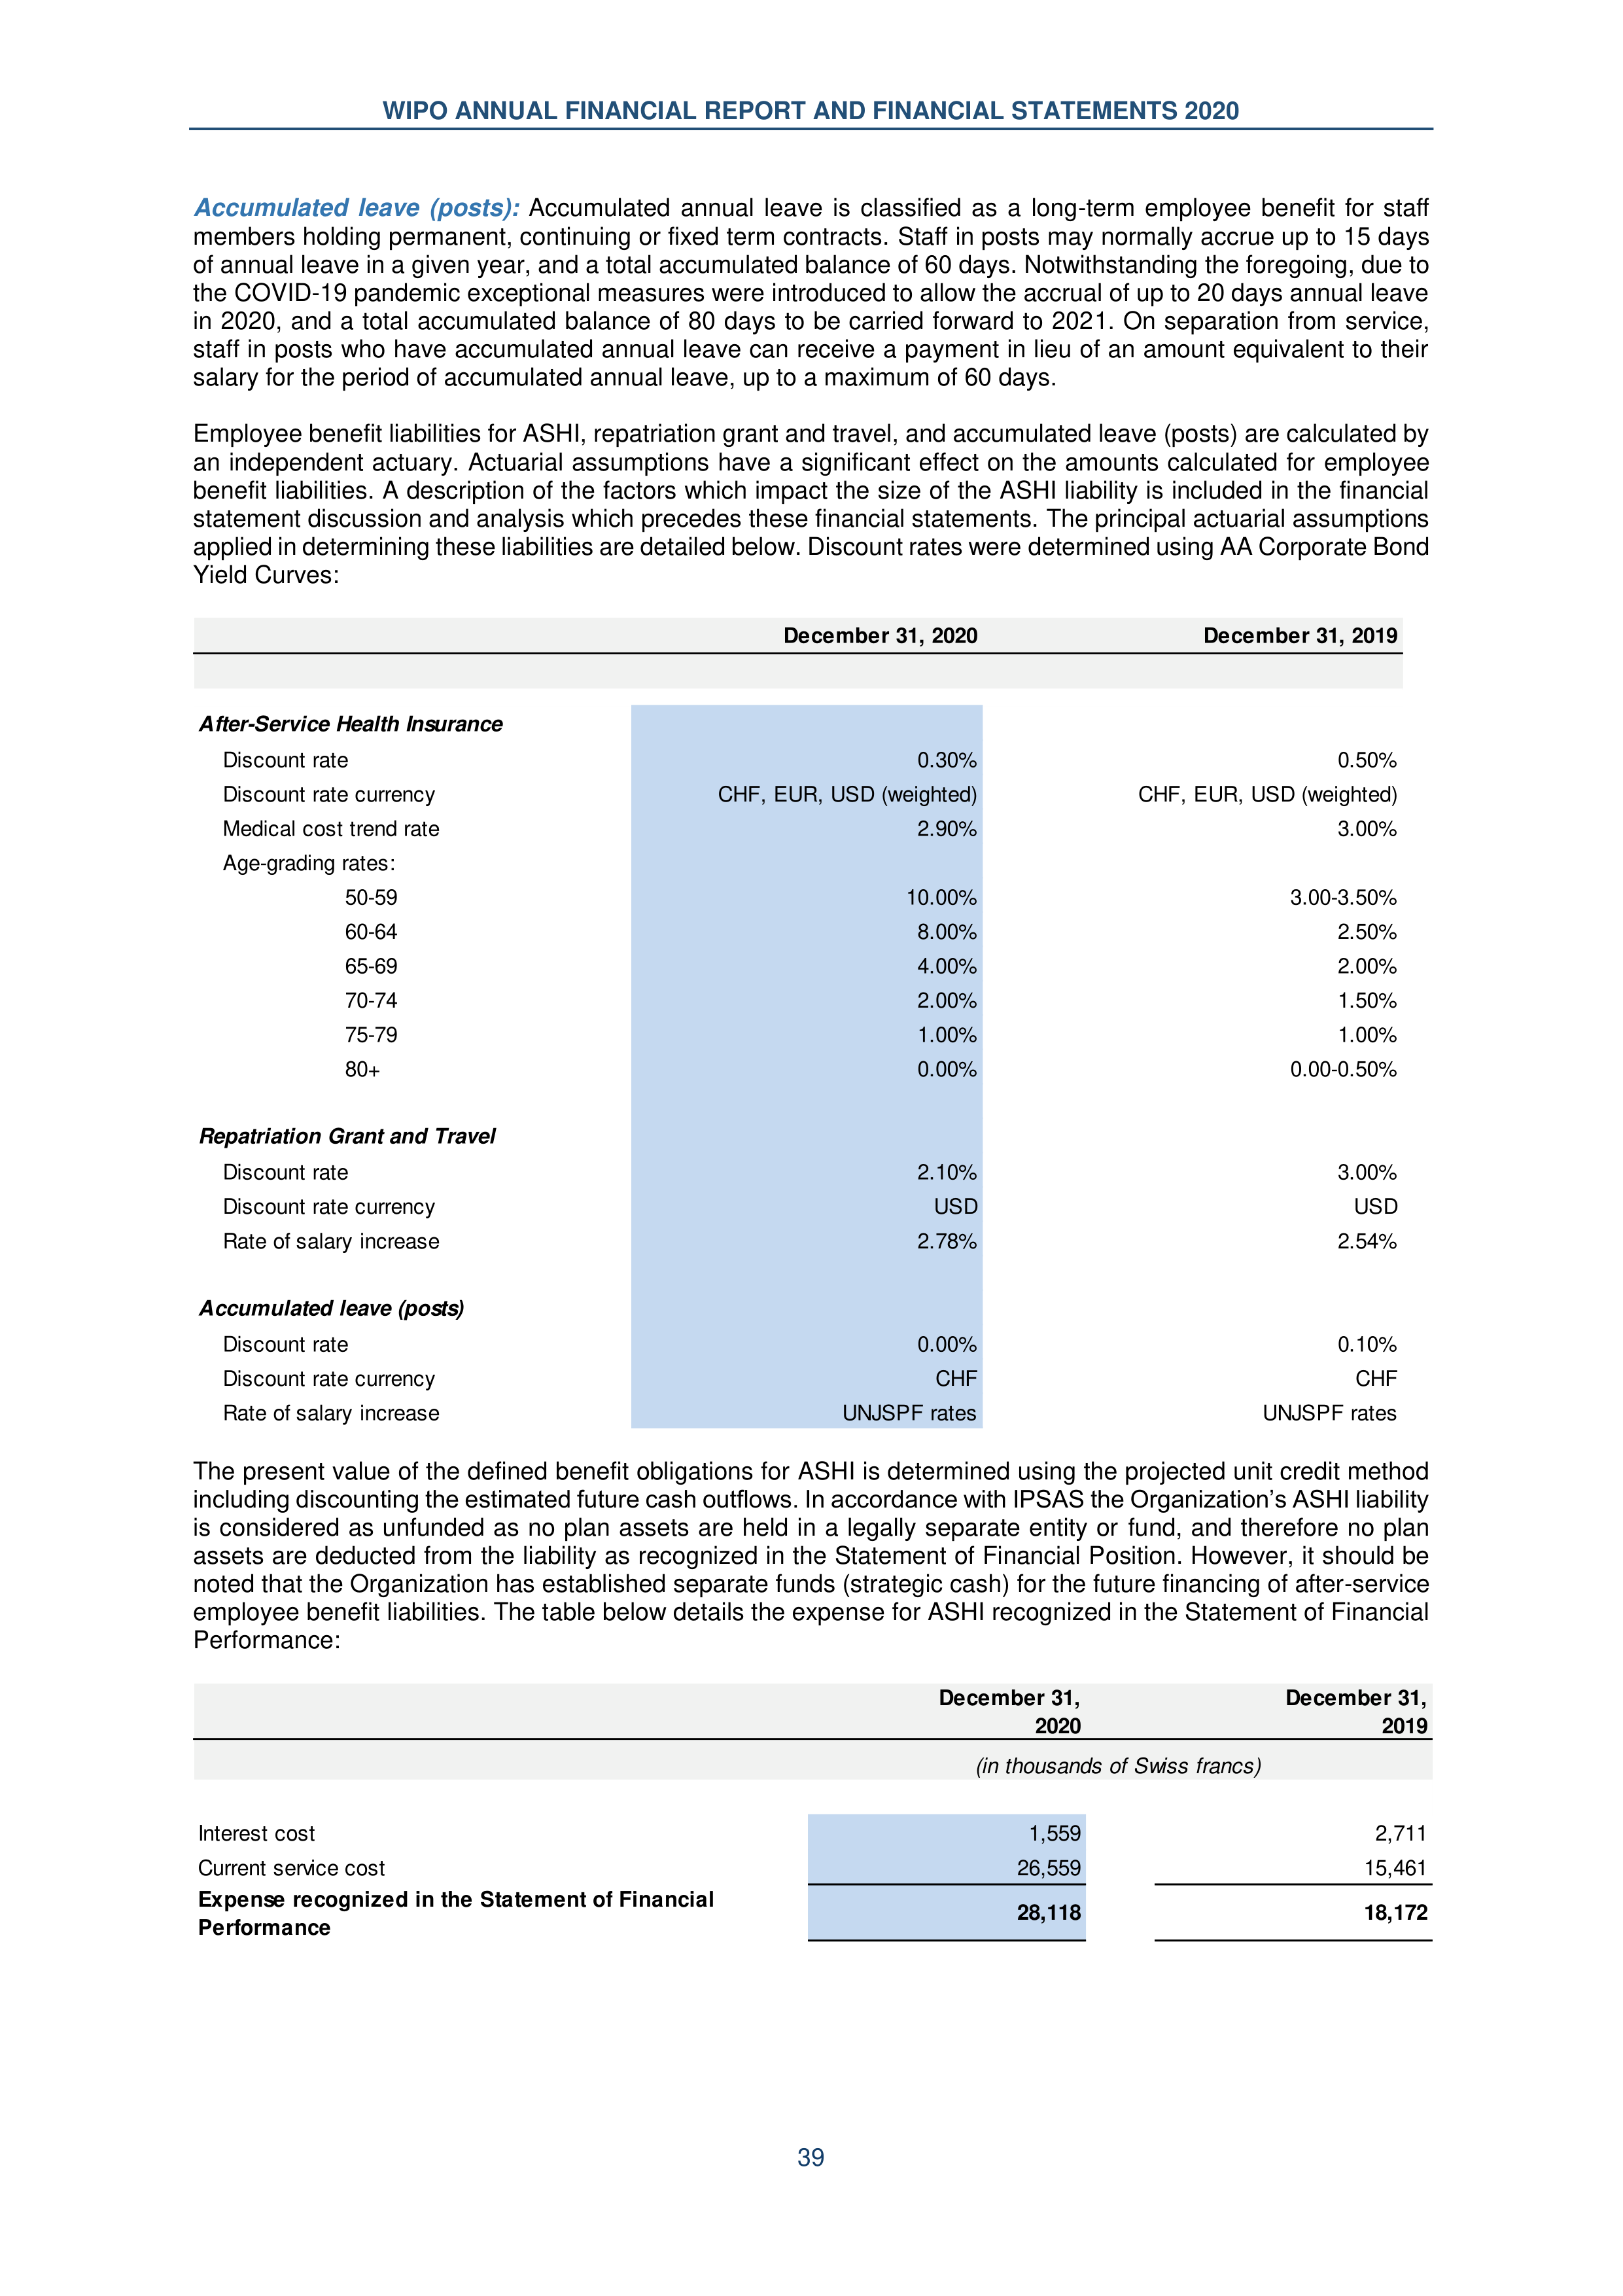 WIPO ANNUAL FINANCIAL REPORT AND FINANCIAL STATEMENTS 2020
Accumulated leave (posts): Accumulated annual leave is classified as a long-term employee benefit for staff
members holding permanent, continuing or fixed term contracts. Staff in posts may normally accrue up to 15 days
of annual leave in a given year, and a total accumulated balance of 60 days. Notwithstanding the foregoing, due to
the COVID-19 pandemic exceptional measures were introduced to allow the accrual of up to 20 days annual leave
in 2020, and a total accumulated balance of 80 days to be carried forward to 2021. On separation from service,
staff in posts who have accumulated annual leave can receive a payment in lieu of an amount equivalent to their
salary for the period of accumulated annual leave, up to a maximum of 60 days.
Employee benefit liabilities for ASHI, repatriation grant and travel, and accumulated leave (posts) are calculated by
an independent actuary. Actuarial assumptions have a significant effect on the amounts calculated for employee
benefit liabilities. A description of the factors which impact the size of the ASHI liability is included in the financial
statement discussion and analysis which precedes these financial statements. The principal actuarial assumptions
applied in determining these liabilities are detailed below. Discount rates were determined using AA Corporate Bond
Yield Curves:
December 31, 2020 December 31, 2019
After-Service Health Insurance
Discount rate 0.30% 0.50%
Discount rate currency CHF, EUR, USD (weighted) CHF, EUR, USD (weighted)
Medical cost trend rate 2.90% 3.00%
Age-grading rates:
50-59 10.00% 3.00-3.50%
60-64 8.00% 2.50%
65-69 4.00% 2.00%
70-74 2.00% 1.50%
75-79 1.00% 1.00%
80+ 0.00% 0.00-0.50%
Repatriation Grant and Travel
Discount rate 2.10% 3.00%
Discount rate currency USD USD
Rate of salary increase 2.78% 2.54%
Accumulated leave (posts)
Discount rate 0.00% 0.10%
Discount rate currency CHF CHF
Rate of salary increase UNJSPF rates UNJSPF rates
The present value of the defined benefit obligations for ASHI is determined using the projected unit credit method
including discounting the estimated future cash outflows. In accordance with IPSAS the Organization's ASHI liability
is considered as unfunded as no plan assets are held in a legally separate entity or fund, and therefore no plan
assets are deducted from the liability as recognized in the Statement of Financial Position. However, it should be
noted that the Organization has established separate funds (strategic cash) for the future financing of after-service
employee benefit liabilities. The table below details the expense for ASHI recognized in the Statement of Financial
Performance:
December 31, December 31,
2020 2019
(in thousands of Swiss francs)
Interest cost 1,559 2,711
Current service cost 26,559 15,461
Expense recognized in the Statement of Financial
Performance 28,118 18,172
39